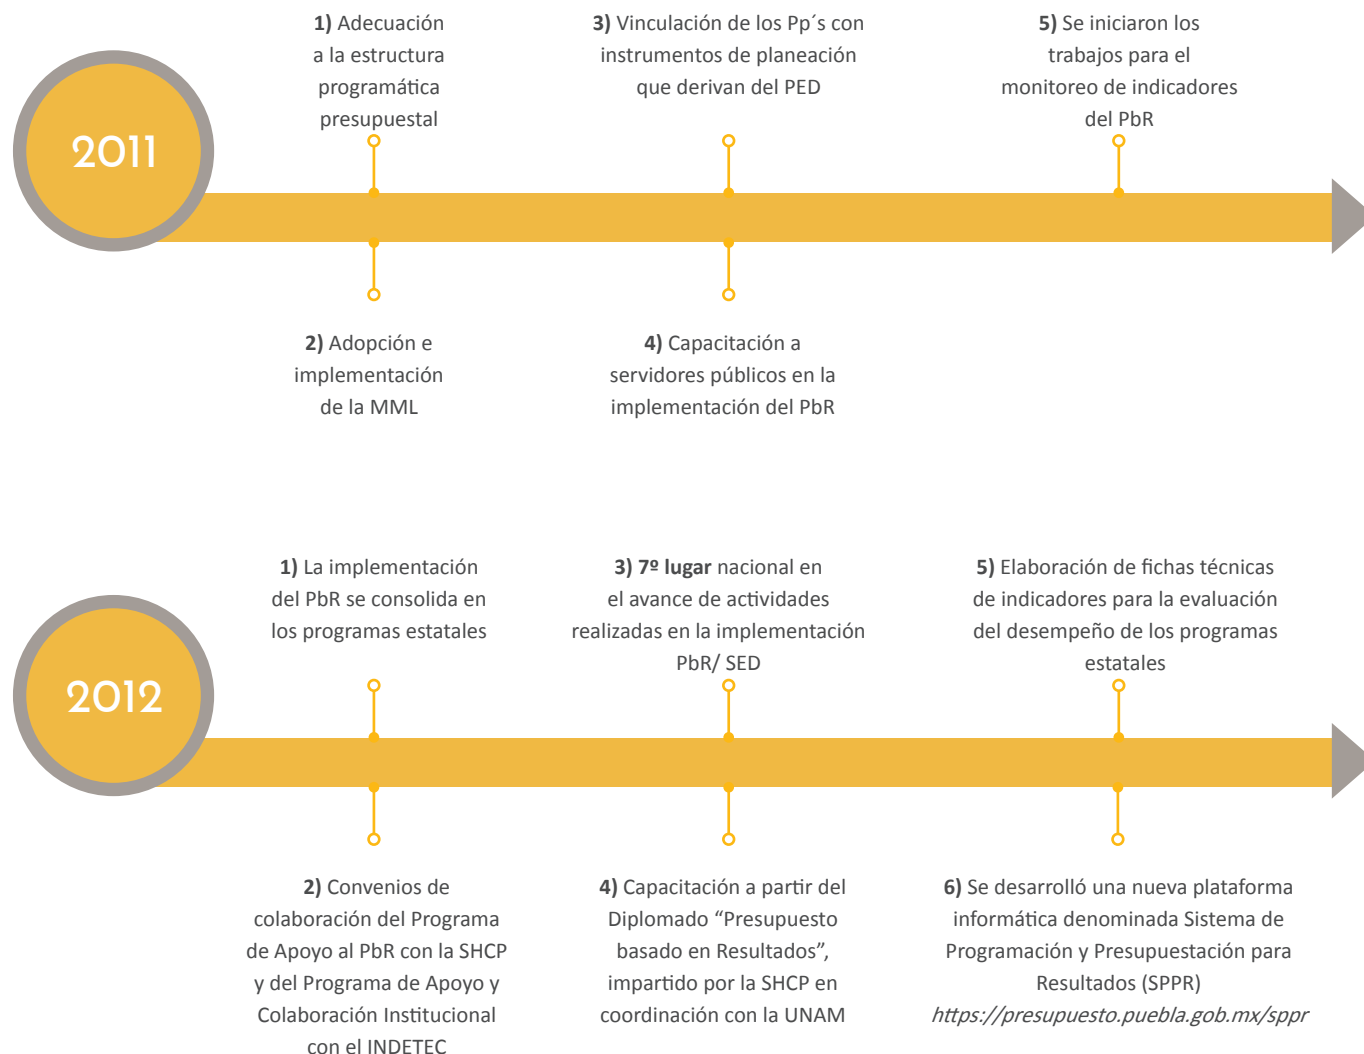 2011
1) Adecuación
a la estructura
programática
presupuestal
2) Adopción e
implementación
de la MML
3) Vinculación de los Pp´s con
instrumentos de planeación
que derivan del PED
4) Capacitación a
servidores públicos en la
implementación del PbR
5) Se iniciaron los
trabajos para el
monitoreo de indicadores
del PbR
2012
1) La implementación
del PbR se consolida en
los programas estatales
2) Convenios de
colaboración del Programa
de Apoyo al PbR con la SHCP
y del Programa de Apoyo y
Colaboración Institucional
con el INDETEC
3) 7º lugar nacional en
el avance de actividades
realizadas en la implementación
PbR/ SED
4) Capacitación a partir del
Diplomado “Presupuesto
basado en Resultados”,
impartido por la SHCP en
coordinación con la UNAM
5) Elaboración de fichas técnicas
de indicadores para la evaluación
del desempeño de los programas
estatales
6) Se desarrolló una nueva plataforma
informática denominada Sistema de
Programación y Presupuestación para
Resultados (SPPR)
https://presupuesto.puebla.gob.mx/sppr